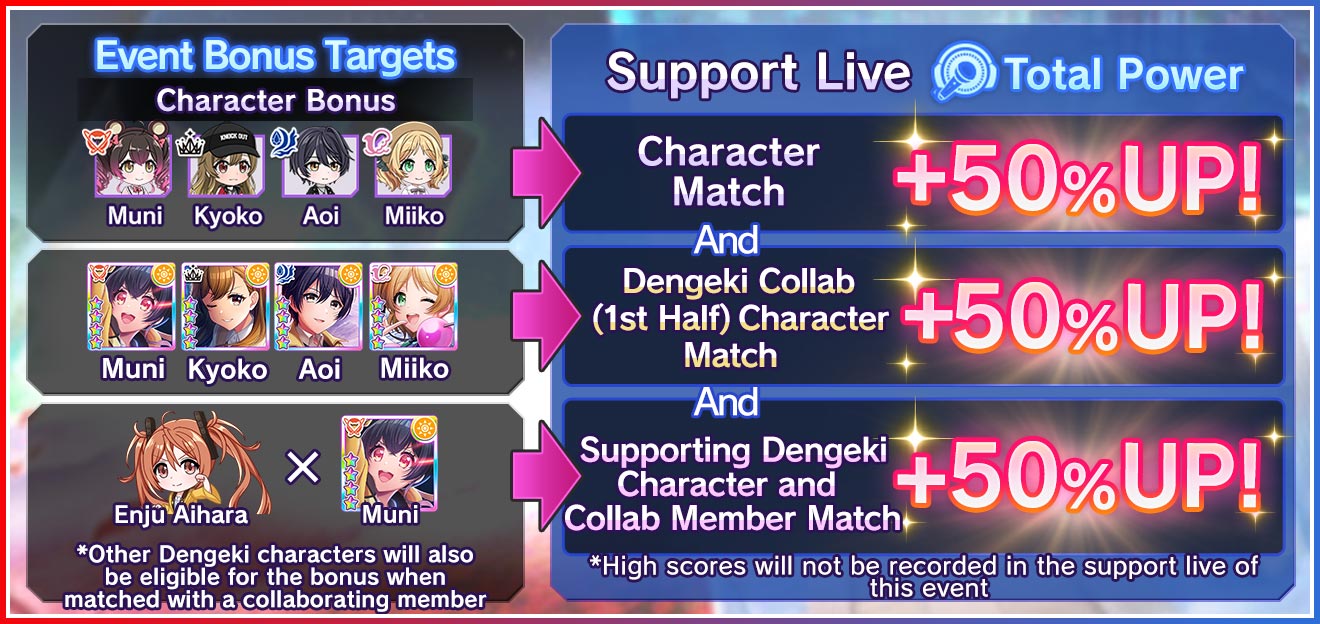 Event Bonus Targets
Character Bonus
KNOCK OUT
Muni Kyoko Aoi Miiko
Muni Kyoko Aoi Miiko
×
Enjū Aihara Muni
*Other Dengeki characters will also
be eligible for the bonus when
matched with a collaborating member
Support Live Total Power
Character
Match
+50%UP!
And
Dengeki Collab
(1st Half) Character
Match
+50%UP!
And
Supporting Dengeki
Character and
Collab Member Match
+50%UP!
*High scores will not be recorded in the support live of
this event